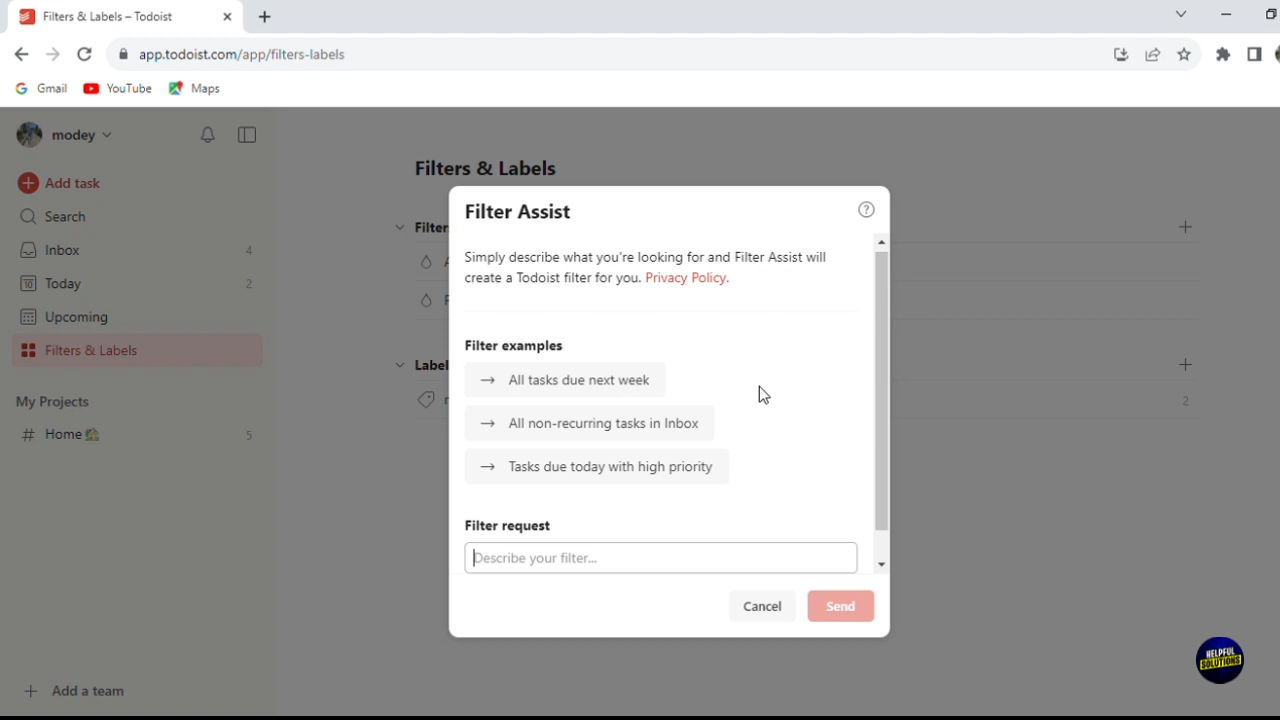 Filters & Labels – Todoist
app.todoist.com/app/filters-labels
Gmail
YouTube
Maps
modey
Add task
Search
Inbox
4
Today
2
Upcoming
Filters & Labels
My Projects
# Home
5
Add a team
Filters & Labels
2
Filter Assist
Simply describe what you're looking for and Filter Assist will
create a Todoist filter for you. Privacy Policy.
Filter examples
→ All tasks due next week
→ All non-recurring tasks in Inbox
→ Tasks due today with high priority
Filter request
Describe your filter...
Cancel
Send
HELPFUL
SOLUTIONS